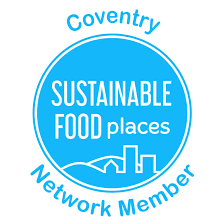 Coventry
SUSTAINABLE
FOOD places
Network Member